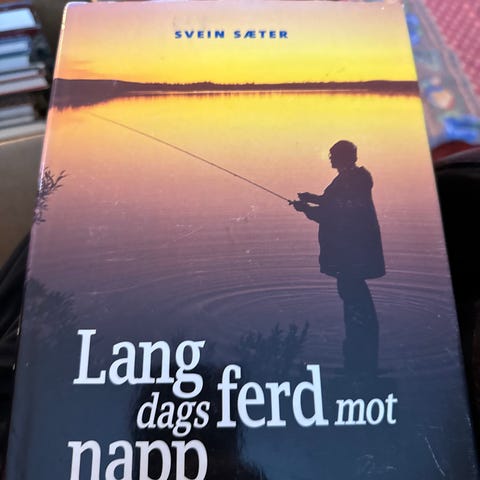 SVEIN SÆTER
Lang
dags ferd mot
napp